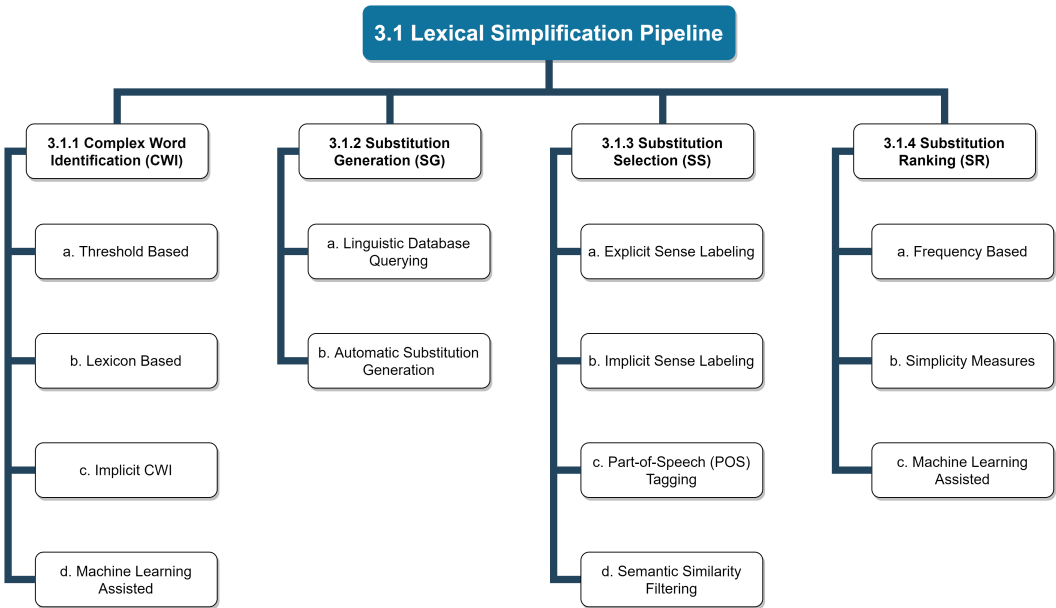 3.1 Lexical Simplification Pipeline
3.1.1 Complex Word
Identification (CWI)
a. Threshold Based
b. Lexicon Based
c. Implicit CWI
d. Machine Learning
Assisted
3.1.2 Substitution
Generation (SG)
a. Linguistic Database
Querying
b. Automatic Substitution
Generation
3.1.3 Substitution
Selection (SS)
a. Explicit Sense Labeling
b. Implicit Sense Labeling
c. Part-of-Speech (POS)
Tagging
d. Semantic Similarity
Filtering
3.1.4 Substitution
Ranking (SR)
a. Frequency Based
b. Simplicity Measures
c. Machine Learning
Assisted